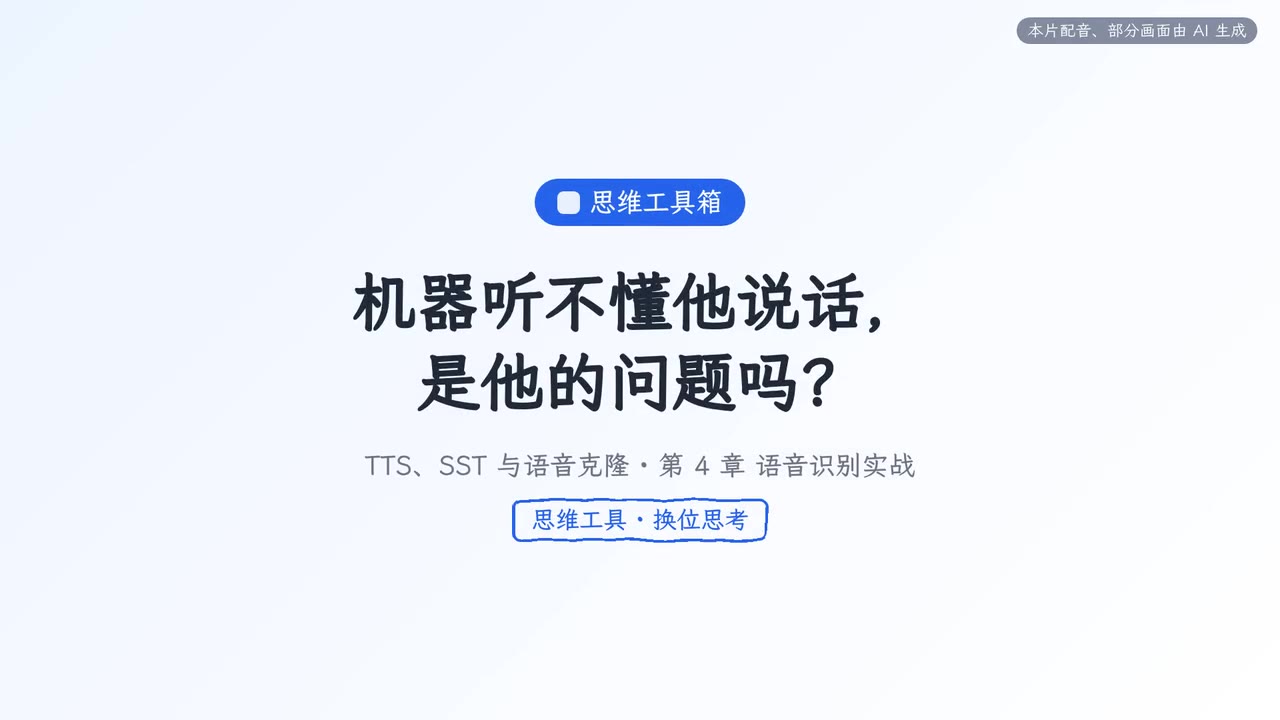 本片配音、部分画面由 AI 生成
思维工具箱
机器听不懂他说话，
是他的问题吗？
TTS、SST 与语音克隆·第 4 章 语音识别实战
思维工具·换位思考